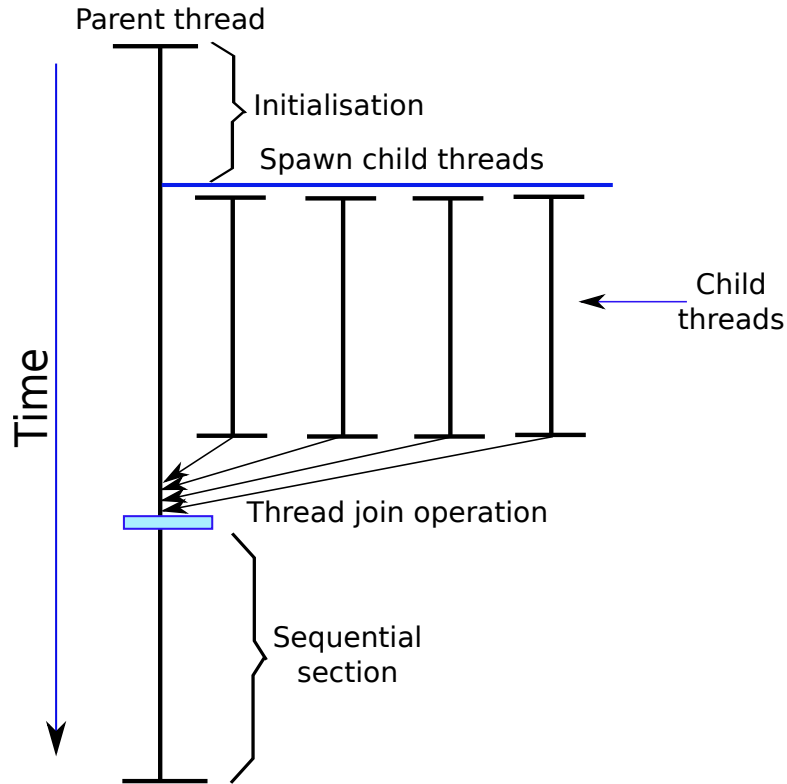 Parent thread
Initialisation
Spawn child threads
Child
threads
Time
Thread join operation
Sequential
section